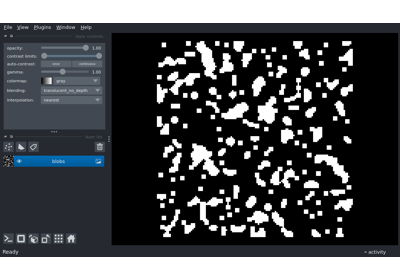 File View Plugins Window Help
opacity: 1.00
contrast limits:
auto-contrast: once continuous
gamma: 1.00
colormap: gray
blending: translucent_no_depth
interpolation: nearest
blobs
Ready
activity